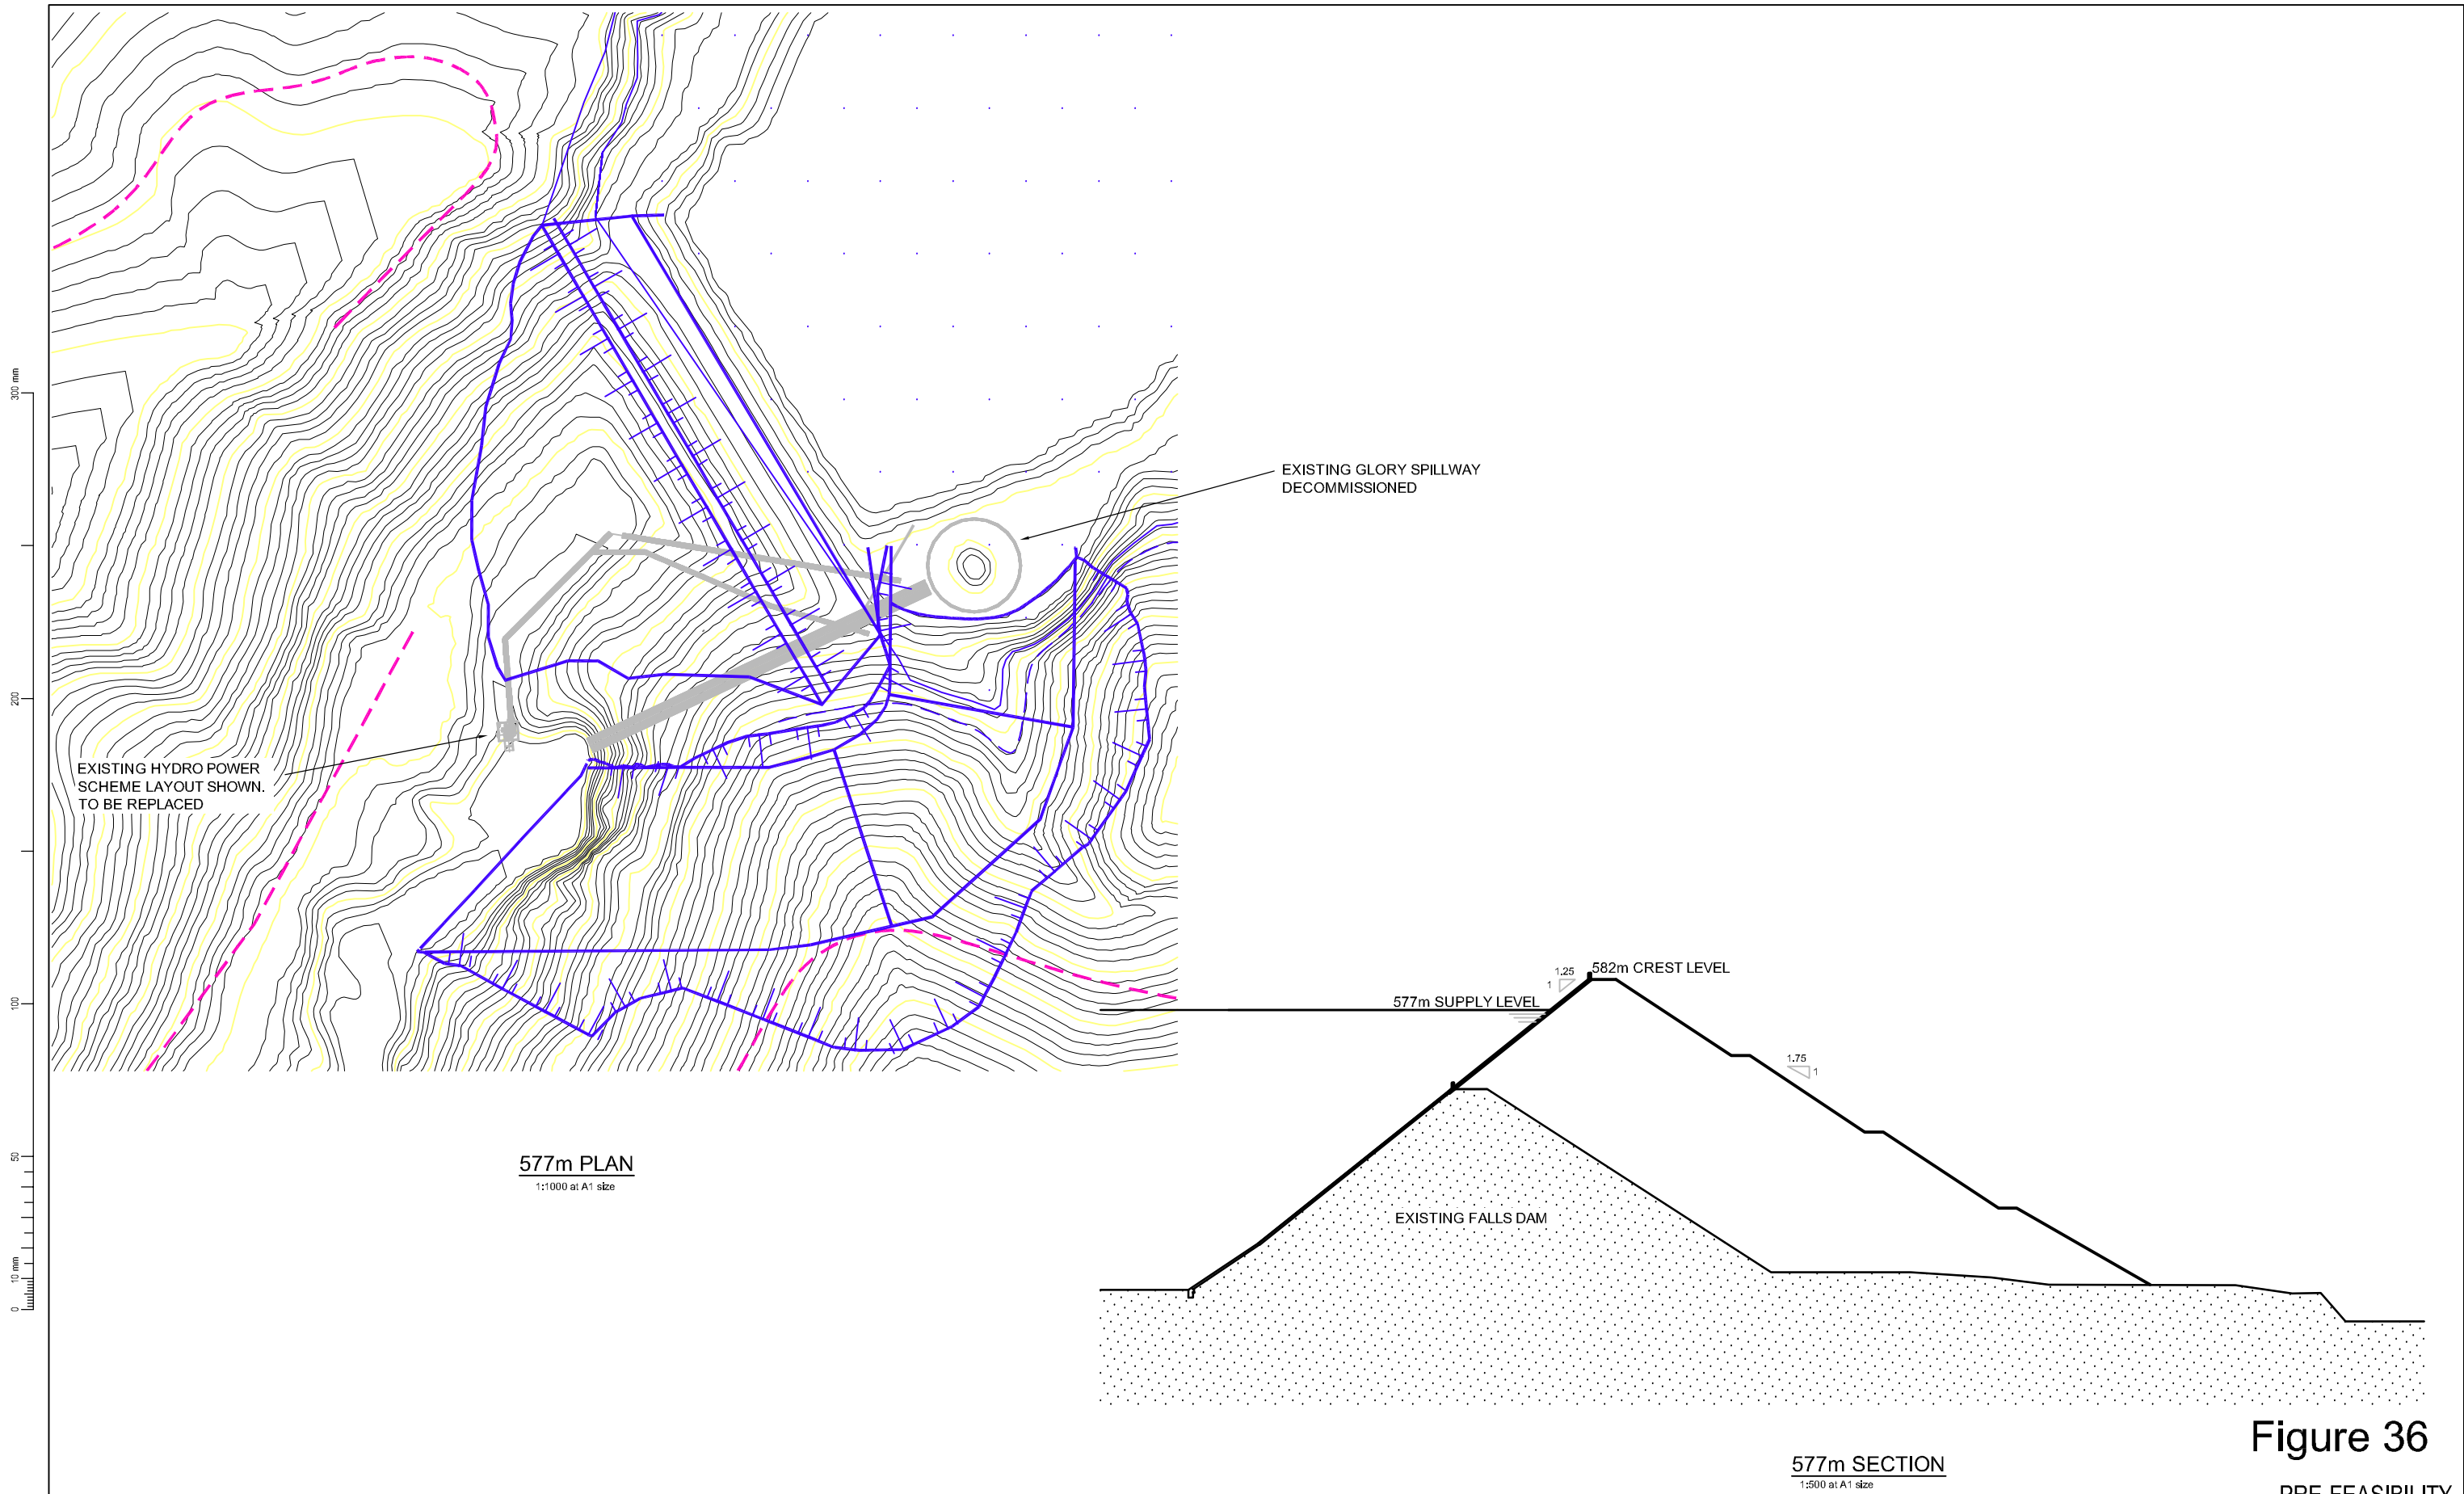 EXISTING GLORY SPILLWAY
DECOMMISSIONED
EXISTING HYDRO POWER
SCHEME LAYOUT SHOWN.
TO BE REPLACED
300 mm
200
100
50
10 mm
0
577m PLAN
1:1000 at A1 size
1.25
1
582m CREST LEVEL
577m SUPPLY LEVEL
1.75
1
EXISTING FALLS DAM
Figure 36
577m SECTION
1:500 at A1 size
PRE-FEASIBILITY